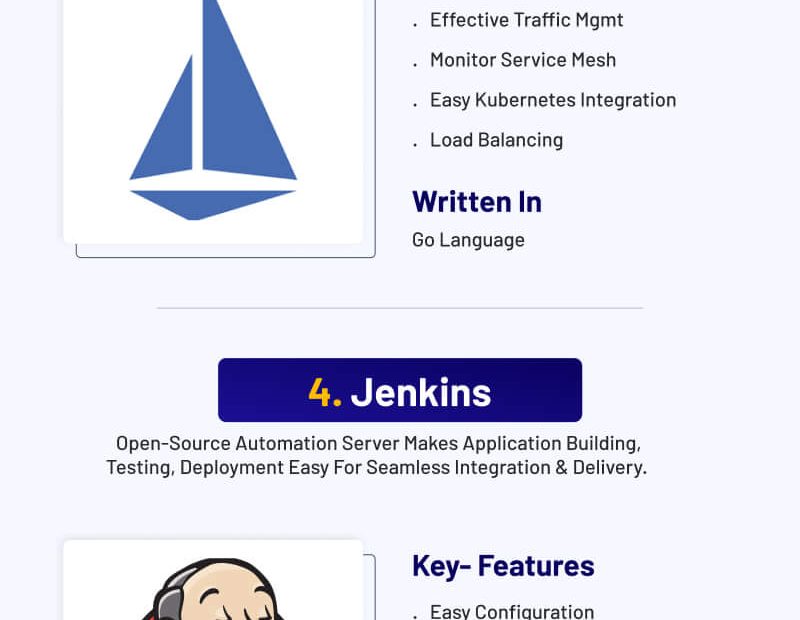 . Effective Traffic Mgmt
. Monitor Service Mesh
. Easy Kubernetes Integration
. Load Balancing
Written In
Go Language
4. Jenkins
Open-Source Automation Server Makes Application Building,
Testing, Deployment Easy For Seamless Integration & Delivery.
Key- Features
. Easy Configuration